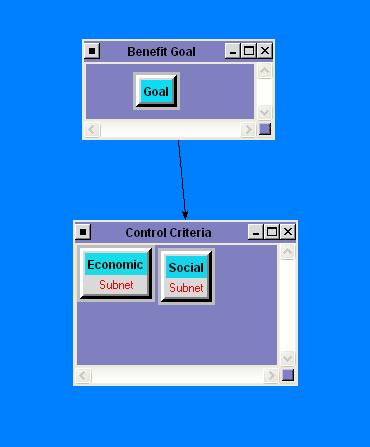 Benefit Goal
Goal
Control Criteria
Economic
Subnet
Social
Subnet